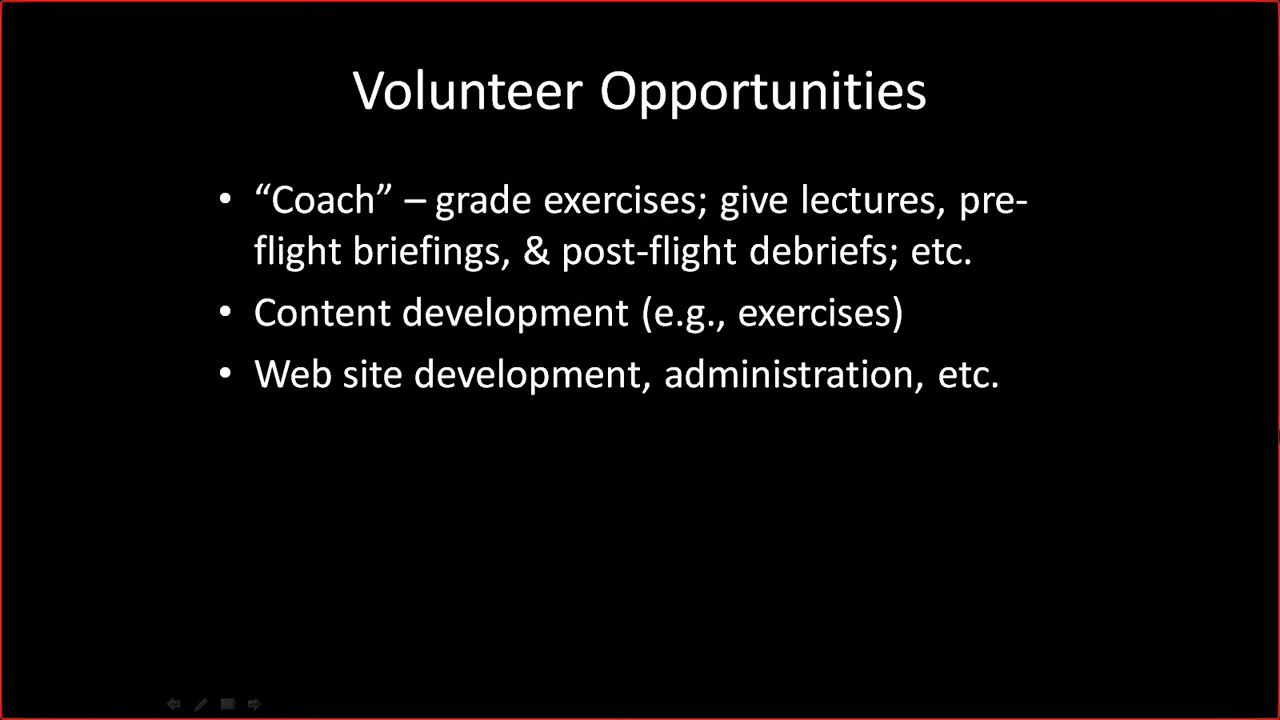 Volunteer Opportunities
• “Coach” – grade exercises; give lectures, pre-
flight briefings, & post-flight debriefs; etc.
• Content development (e.g., exercises)
• Web site development, administration, etc.